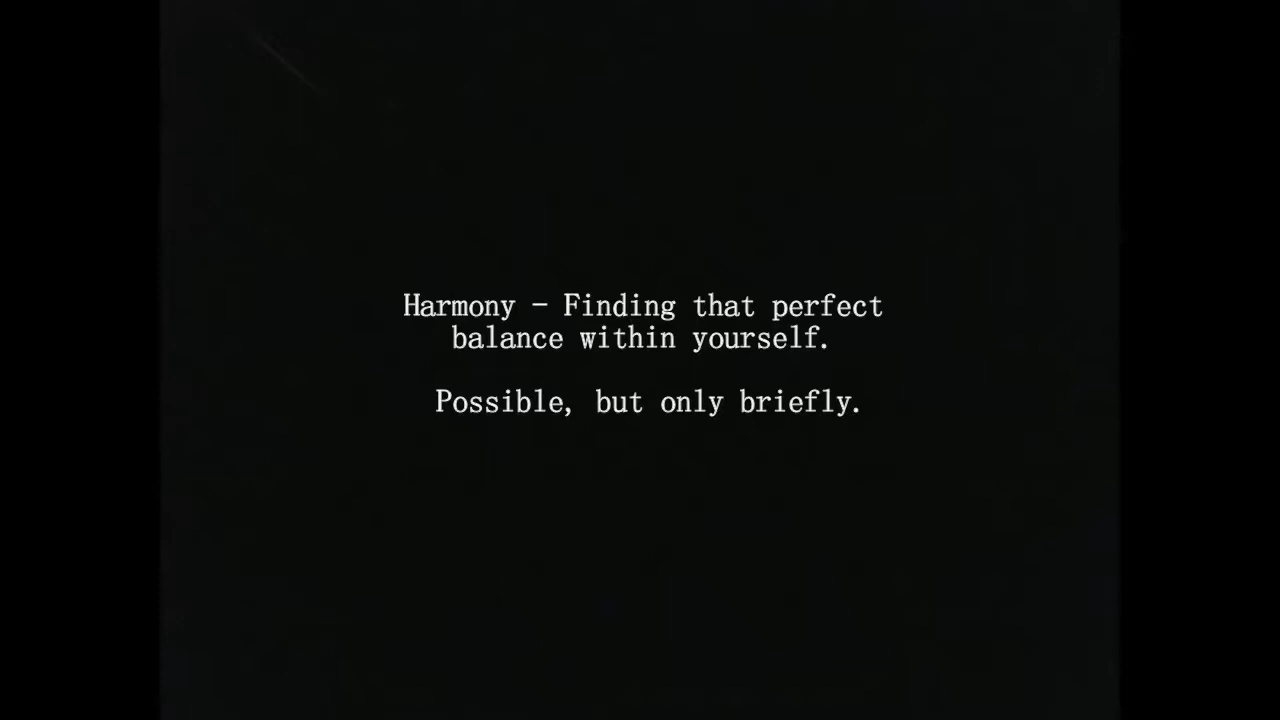 Harmony - Finding that perfect
balance within yourself.
Possible, but only briefly.